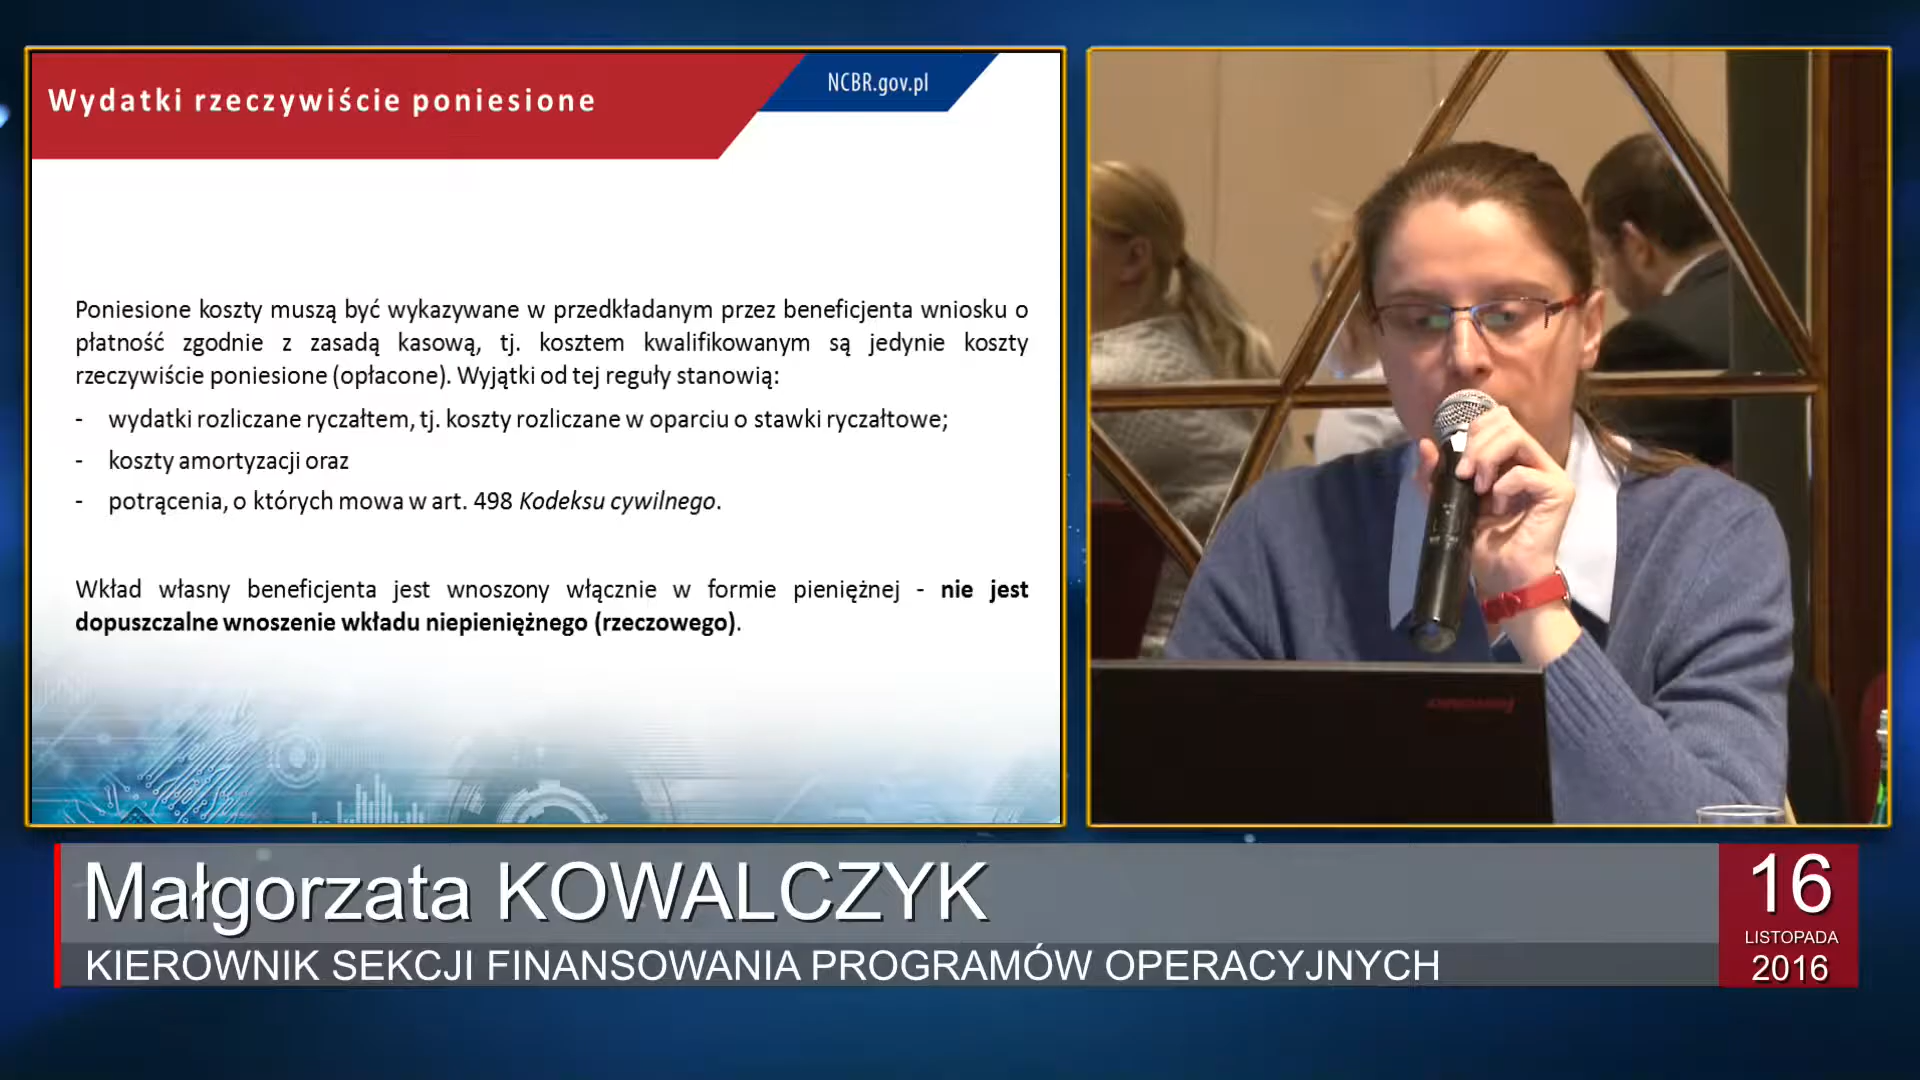 Wydatki rzeczywiście poniesione
NCBR.gov.pl
Poniesione koszty muszą być wykazywane w przedkładanym przez beneficjenta wniosku o
płatność zgodnie z zasadą kasową, tj. kosztem kwalifikowanym są jedynie koszty
rzeczywiście poniesione (opłacone). Wyjątki od tej reguły stanowią:
- wydatki rozliczane ryczałtem, tj. koszty rozliczane w oparciu o stawki ryczałtowe;
- koszty amortyzacji oraz
- potrącenia, o których mowa w art. 498 Kodeksu cywilnego.
Wkład własny beneficjenta jest wnoszony włącznie w formie pieniężnej - nie jest
dopuszczalne wnoszenie wkładu niepieniężnego (rzeczowego).
Małgorzata KOWALCZYK
KIEROWNIK SEKCJI FINANSOWANIA PROGRAMÓW OPERACYJNYCH
16
LISTOPADA
2016